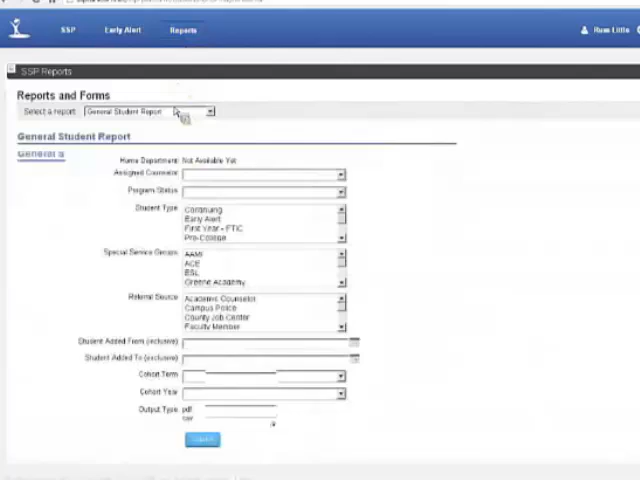 SSP Early Alert Reports Russ Little
SSP Reports
Reports and Forms
Select a report General Student Report
General Student Report
Home Department Not Available Yet
Assigned Counselor
Program Status
Student Type Continuing
Early Alert
First Year - FTIC
Pre-College
Special Service Groups AAMI
ACE
ESL
Greene Academy
Referral Source Academic Counselor
Campus Police
County Job Center
Faculty Member
Student Added From (inclusive)
Student Added To (exclusive)
Cohort Term
Cohort Year
Output Type pdf